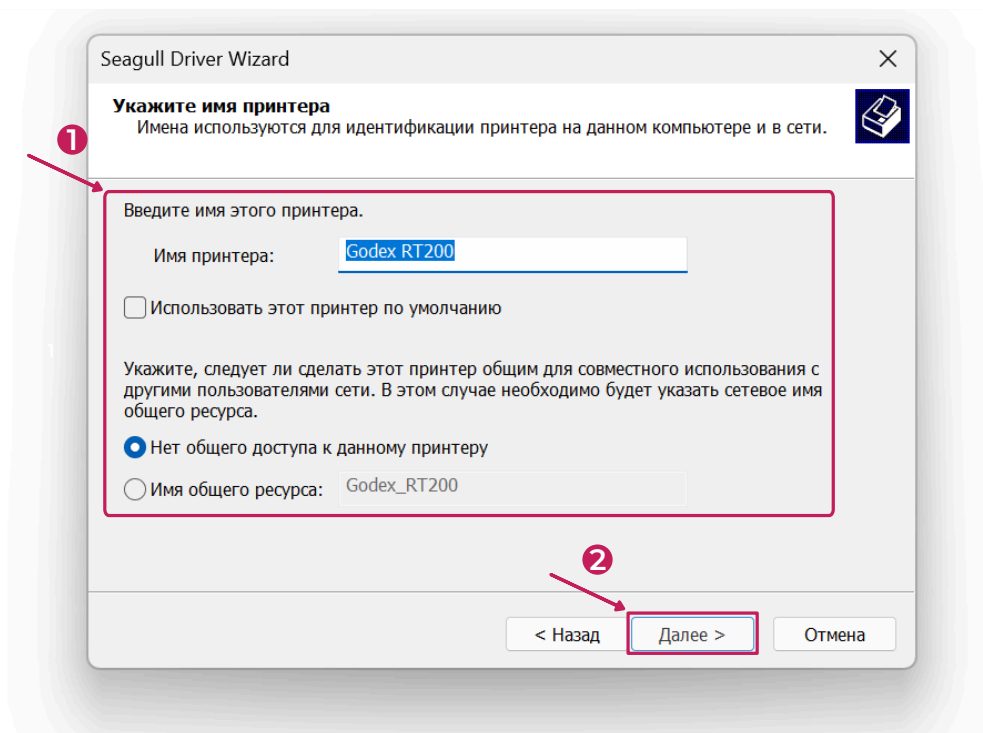 Seagull Driver Wizard
Укажите имя принтера
Имена используются для идентификации принтера на данном компьютере и в сети.
1
Введите имя этого принтера.
Имя принтера: Godex RT200
Использовать этот принтер по умолчанию
Укажите, следует ли сделать этот принтер общим для совместного использования с
другими пользователями сети. В этом случае необходимо будет указать сетевое имя
общего ресурса.
Нет общего доступа к данному принтеру
Имя общего ресурса: Godex_RT200
2
< Назад Далее > Отмена